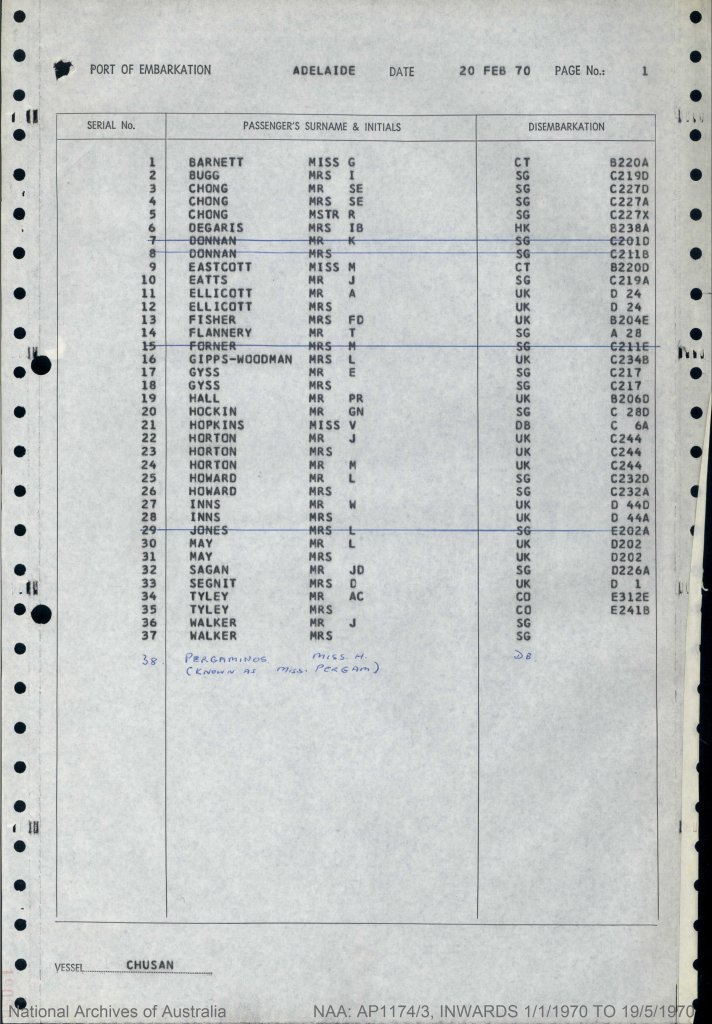 PORT OF EMBARKATION ADELAIDE DATE 20 FEB 70 PAGE No.: 1
SERIAL No. PASSENGER'S SURNAME & INITIALS DISEMBARKATION
1 BARNETT MISS G CT B220A
2 BUGG MRS I SG C219D
3 CHONG MR SE SG C227D
4 CHONG MRS SE SG C227A
5 CHONG MSTR R SG C227X
6 DEGARIS MRS IB HK B238A
7 DONNAN MR K SG C201D
8 DONNAN MRS SG C211B
9 EASTCOTT MISS M CT B220D
10 EATTS MR J SG C219A
11 ELLICOTT MR A UK D 24
12 ELLICOTT MRS UK D 24
13 FISHER MRS FD UK B204E
14 FLANNERY MR T SG A 28
15 FORNER MRS M SG C211E
16 GIPPS-WOODMAN MRS L UK C234B
17 GYSS MR E SG C217
18 GYSS MRS SG C217
19 HALL MR PR UK B206D
20 HOCKIN MR GN SG C 28D
21 HOPKINS MISS V DB C 6A
22 HORTON MR J UK C244
23 HORTON MRS UK C244
24 HORTON MR M UK C244
25 HOWARD MR L SG C232D
26 HOWARD MRS SG C232A
27 INNS MR W UK D 44D
28 INNS MRS UK D 44A
29 JONES MRS L SG E202A
30 MAY MR L UK D202
31 MAY MRS UK D202
32 SAGAN MR JD SG D226A
33 SEGNIT MRS D UK D 1
34 TYLEY MR AC CO E312E
35 TYLEY MRS CO E241B
36 WALKER MR J SG
37 WALKER MRS SG
38. PERGAMINOS MISS. H. DB
(KNOWN AS MISS. PERGAM)
VESSEL CHUSAN
National Archives of Australia NAA: AP1174/3, INWARDS 1/1/1970 TO 19/5/1970